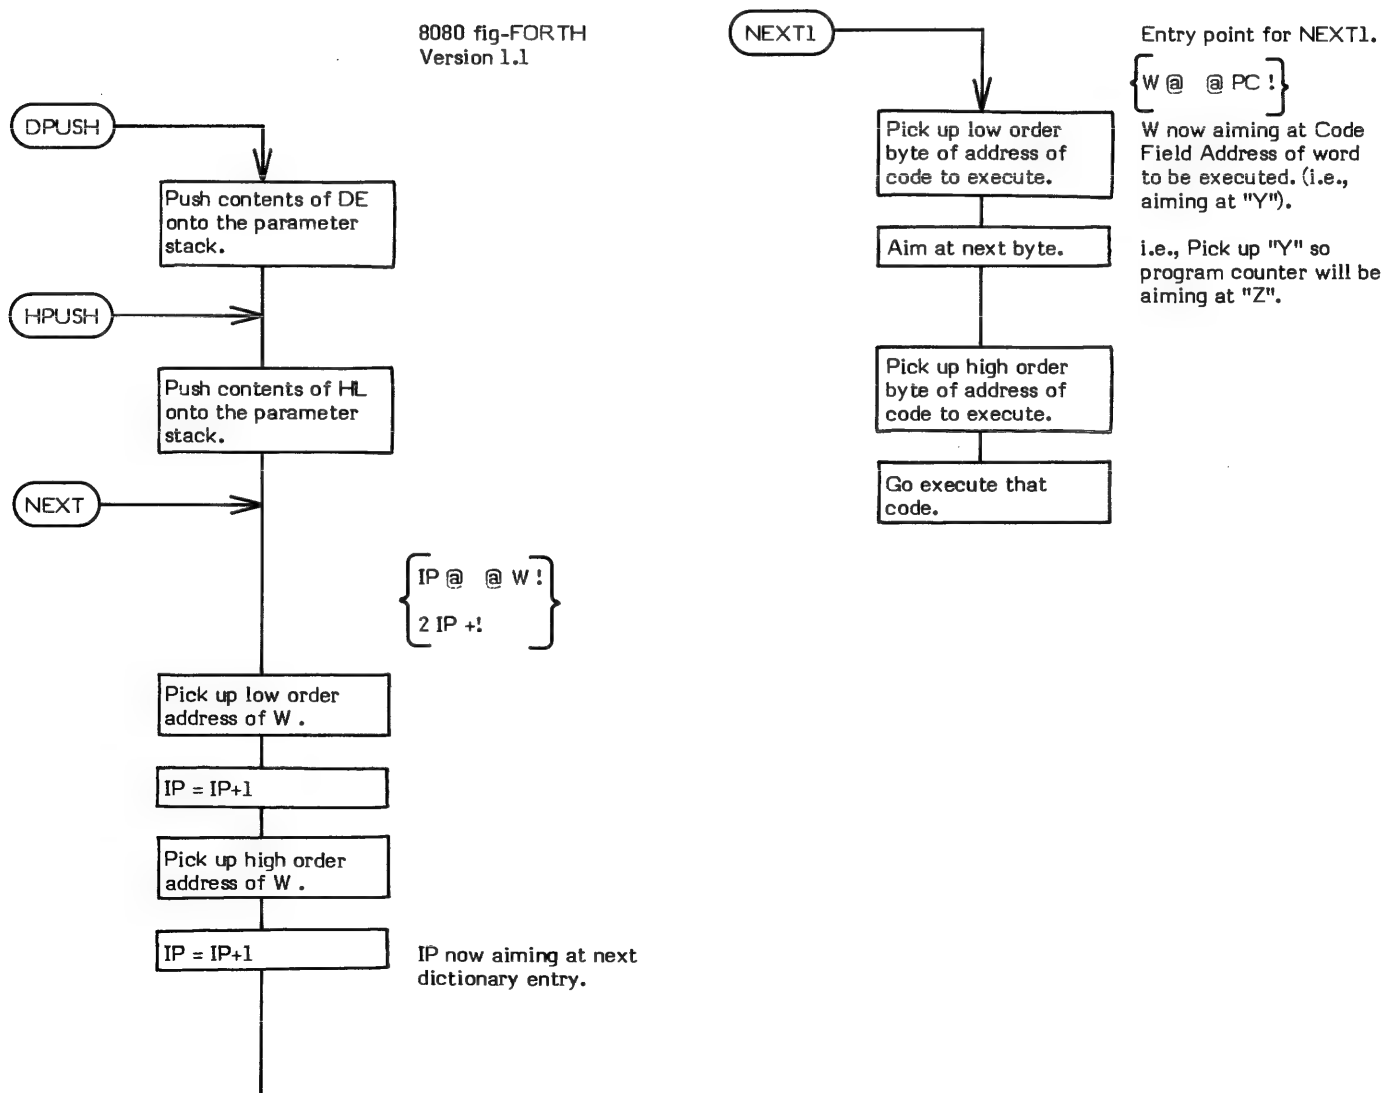 8080 fig-FORTH
Version 1.1
DPUSH
Push contents of DE
onto the parameter
stack.
HPUSH
Push contents of HL
onto the parameter
stack.
NEXT
IP @ @ W !
2 IP +!
Pick up low order
address of W .
IP = IP+1
Pick up high order
address of W .
IP = IP+1
IP now aiming at next
dictionary entry.
NEXT1
Entry point for NEXT1.
W @ @ PC !
Pick up low order
byte of address of
code to execute.
W now aiming at Code
Field Address of word
to be executed. (i.e.,
aiming at "Y").
Aim at next byte.
i.e., Pick up "Y" so
program counter will be
aiming at "Z".
Pick up high order
byte of address of
code to execute.
Go execute that
code.